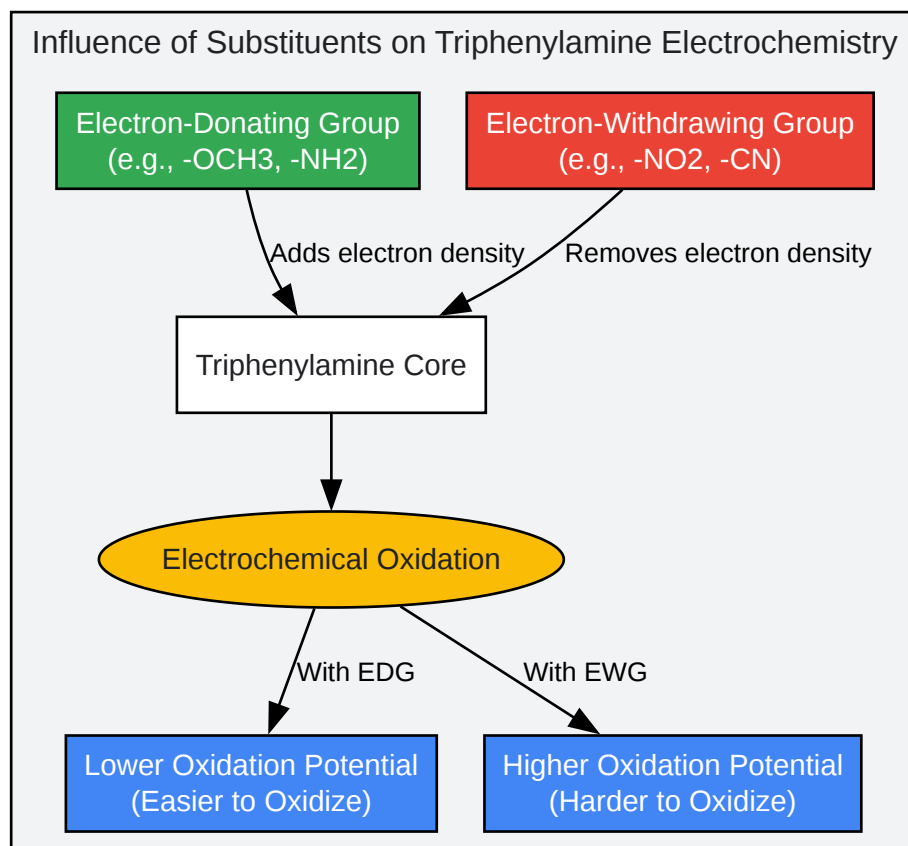 Influence of Substituents on Triphenylamine Electrochemistry
Electron-Donating Group
(e.g., -OCH3, -NH2)
Electron-Withdrawing Group
(e.g., -NO2, -CN)
Adds electron density
Removes electron density
Triphenylamine Core
Electrochemical Oxidation
With EDG
With EWG
Lower Oxidation Potential
(Easier to Oxidize)
Higher Oxidation Potential
(Harder to Oxidize)